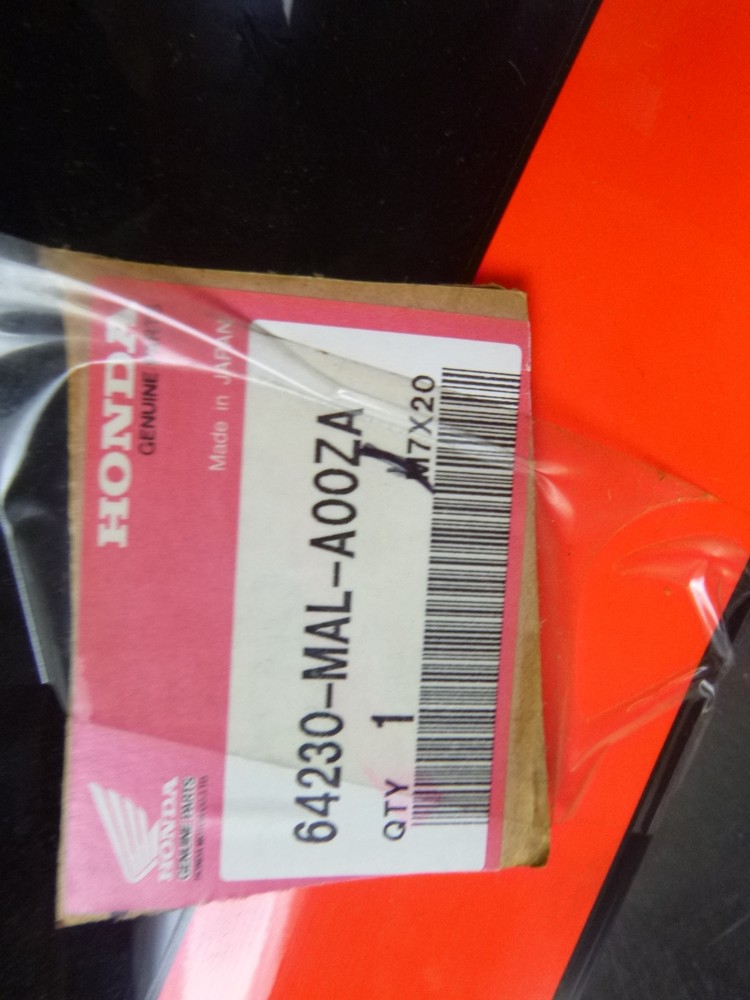 HONDA
GENUINE PARTS
Made in JAPAN
64230-MAL-A00ZA
QTY 1
M7X20
HONDA
GENUINE PARTS